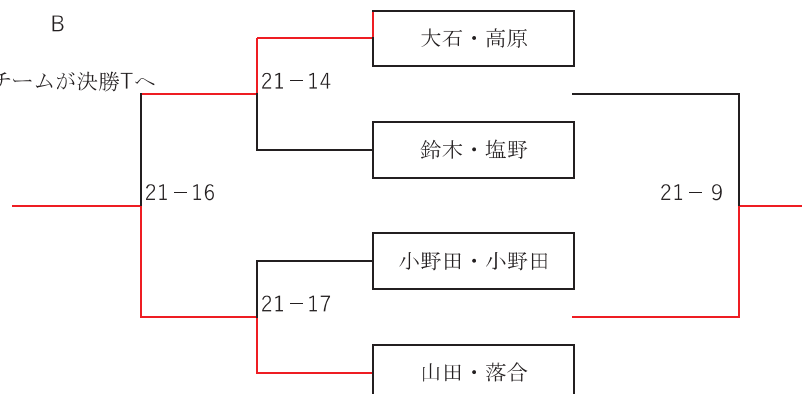 B
チームが決勝Tへ
大石・高原
21－14
鈴木・塩野
21－16
21－ 9
小野田・小野田
21－17
山田・落合